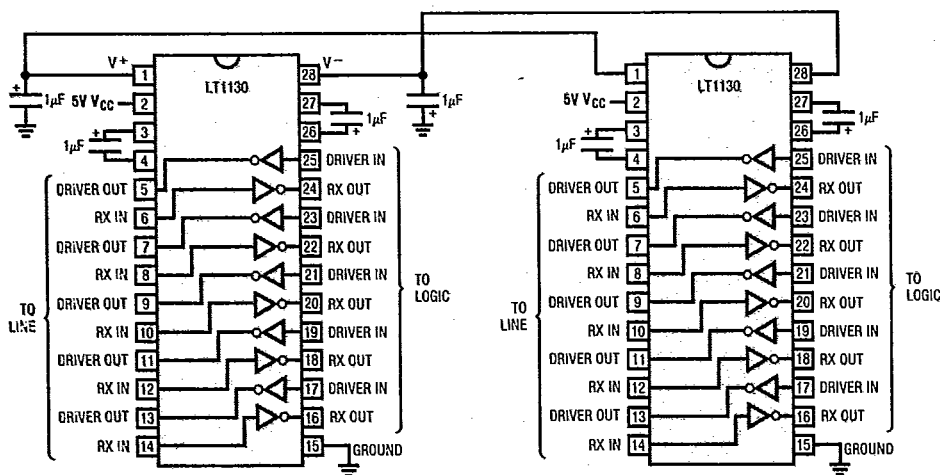 V+ 1 LT1130 28 V-
+ 1µF
5V VCC 2 27 1µF +
+ 1µF 3 26 1µF +
4 25 DRIVER IN
DRIVER OUT 5 24 RX OUT
RX IN 6 23 DRIVER IN
DRIVER OUT 7 22 RX OUT
RX IN 8 21 DRIVER IN
DRIVER OUT 9 20 RX OUT
RX IN 10 19 DRIVER IN
DRIVER OUT 11 18 RX OUT
RX IN 12 17 DRIVER IN
DRIVER OUT 13 16 RX OUT
RX IN 14 15 GROUND
TO LINE
TO LOGIC
1 LT1130 28
5V VCC 2 27
+ 1µF 3 26 1µF +
4 25 DRIVER IN
DRIVER OUT 5 24 RX OUT
RX IN 6 23 DRIVER IN
DRIVER OUT 7 22 RX OUT
RX IN 8 21 DRIVER IN
DRIVER OUT 9 20 RX OUT
RX IN 10 19 DRIVER IN
DRIVER OUT 11 18 RX OUT
RX IN 12 17 DRIVER IN
DRIVER OUT 13 16 RX OUT
RX IN 14 15 GROUND
TO LINE
TO LOGIC